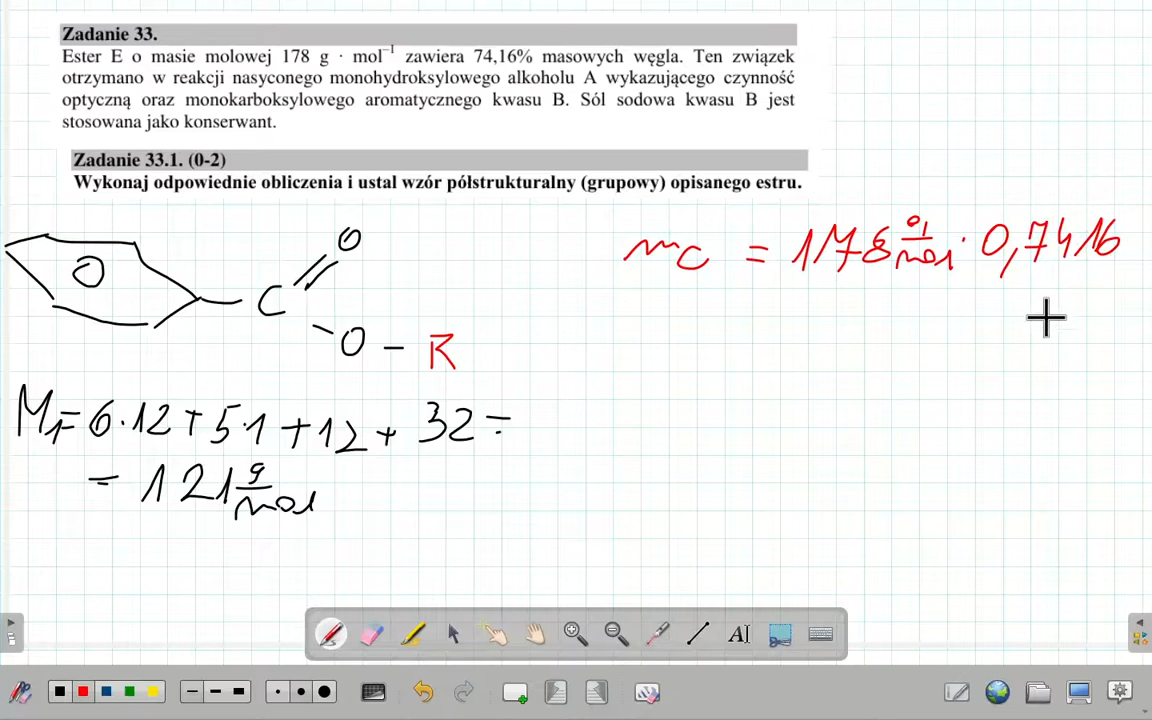 Zadanie 33.
Ester E o masie molowej 178 g · mol⁻¹ zawiera 74,16% masowych węgla. Ten związek
otrzymano w reakcji nasyconego monohydroksylowego alkoholu A wykazującego czynność
optyczną oraz monokarboksylowego aromatycznego kwasu B. Sól sodowa kwasu B jest
stosowana jako konserwant.
Zadanie 33.1. (0-2)
Wykonaj odpowiednie obliczenia i ustal wzór półstrukturalny (grupowy) opisanego estru.
mC = 178 g/mol · 0,7416
O
C
O - R
M1 = 6·12 + 5·1 + 12 + 32 =
= 121 g/mol